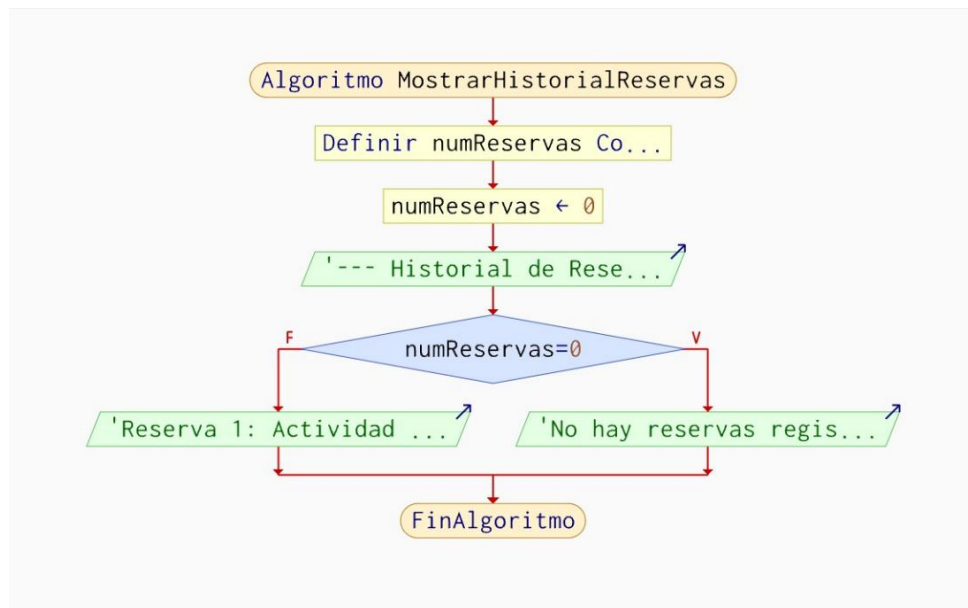 Algoritmo MostrarHistorialReservas
Definir numReservas Co...
numReservas ← 0
'--- Historial de Rese...
F
V
numReservas=0
'Reserva 1: Actividad ...
'No hay reservas regis...
FinAlgoritmo